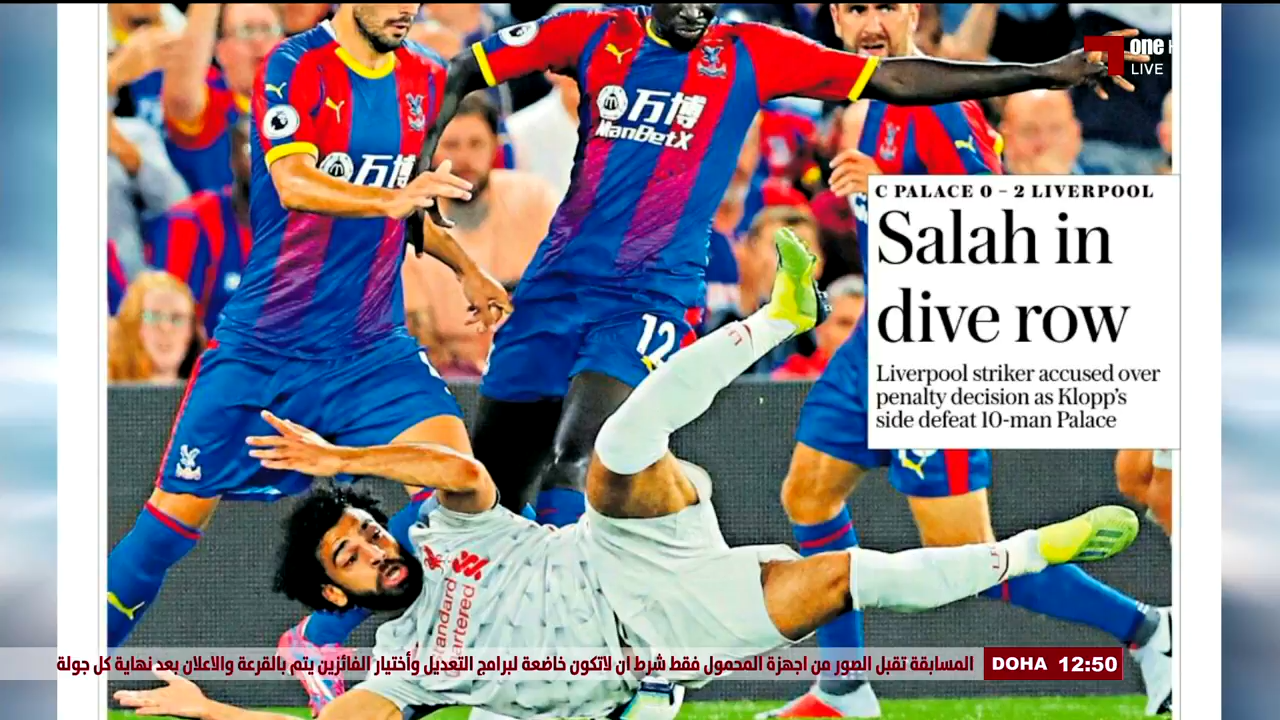 one
LIVE
万博
ManBetX
万博
12
C PALACE 0 – 2 LIVERPOOL
Salah in
dive row
Liverpool striker accused over
penalty decision as Klopp's
side defeat 10-man Palace
Standard
Chartered
المسابقة تقبل الصور من اجهزة المحمول فقط شرط ان لاتكون خاضعة لبرامج التعديل وأختيار الفائزين يتم بالقرعة والاعلان بعد نهاية كل جولة
DOHA 12:50